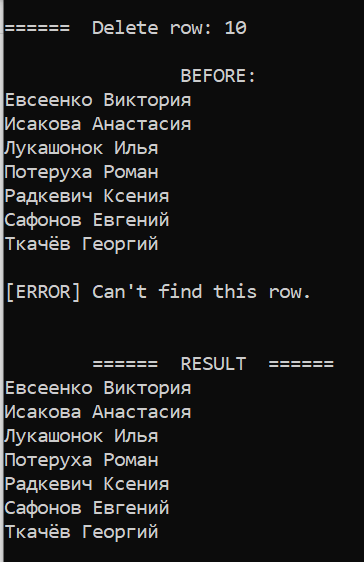 ====== Delete row: 10
BEFORE:
Евсеенко Виктория
Исакова Анастасия
Лукашонок Илья
Потеруха Роман
Радкевич Ксения
Сафонов Евгений
Ткачёв Георгий
[ERROR] Can't find this row.
====== RESULT ======
Евсеенко Виктория
Исакова Анастасия
Лукашонок Илья
Потеруха Роман
Радкевич Ксения
Сафонов Евгений
Ткачёв Георгий